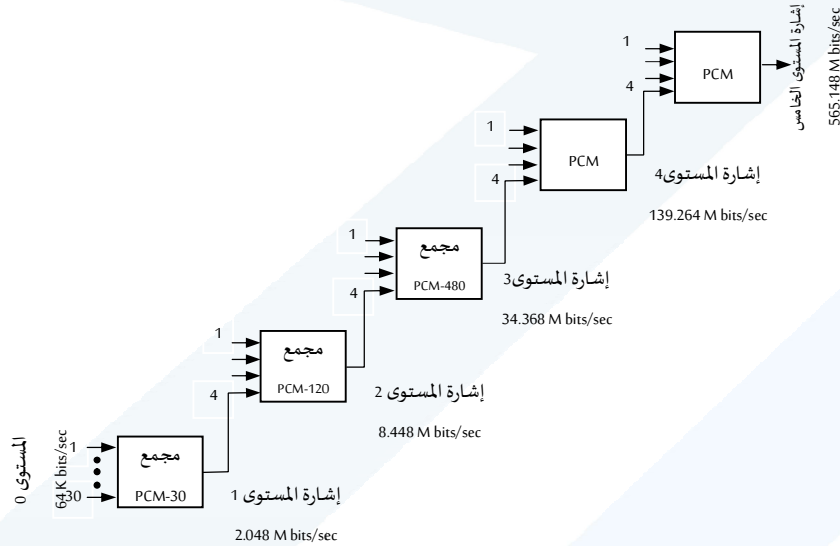 1
4
PCM
إشارة المستوى الخامس
565.148 M bits/sec
1
4
PCM
إشارة المستوى4
139.264 M bits/sec
1
4
مجمع
PCM-480
إشارة المستوى3
34.368 M bits/sec
1
4
مجمع
PCM-120
إشارة المستوى 2
8.448 M bits/sec
المستوى 0
64 K bits/sec
1
30
مجمع
PCM-30
إشارة المستوى 1
2.048 M bits/sec